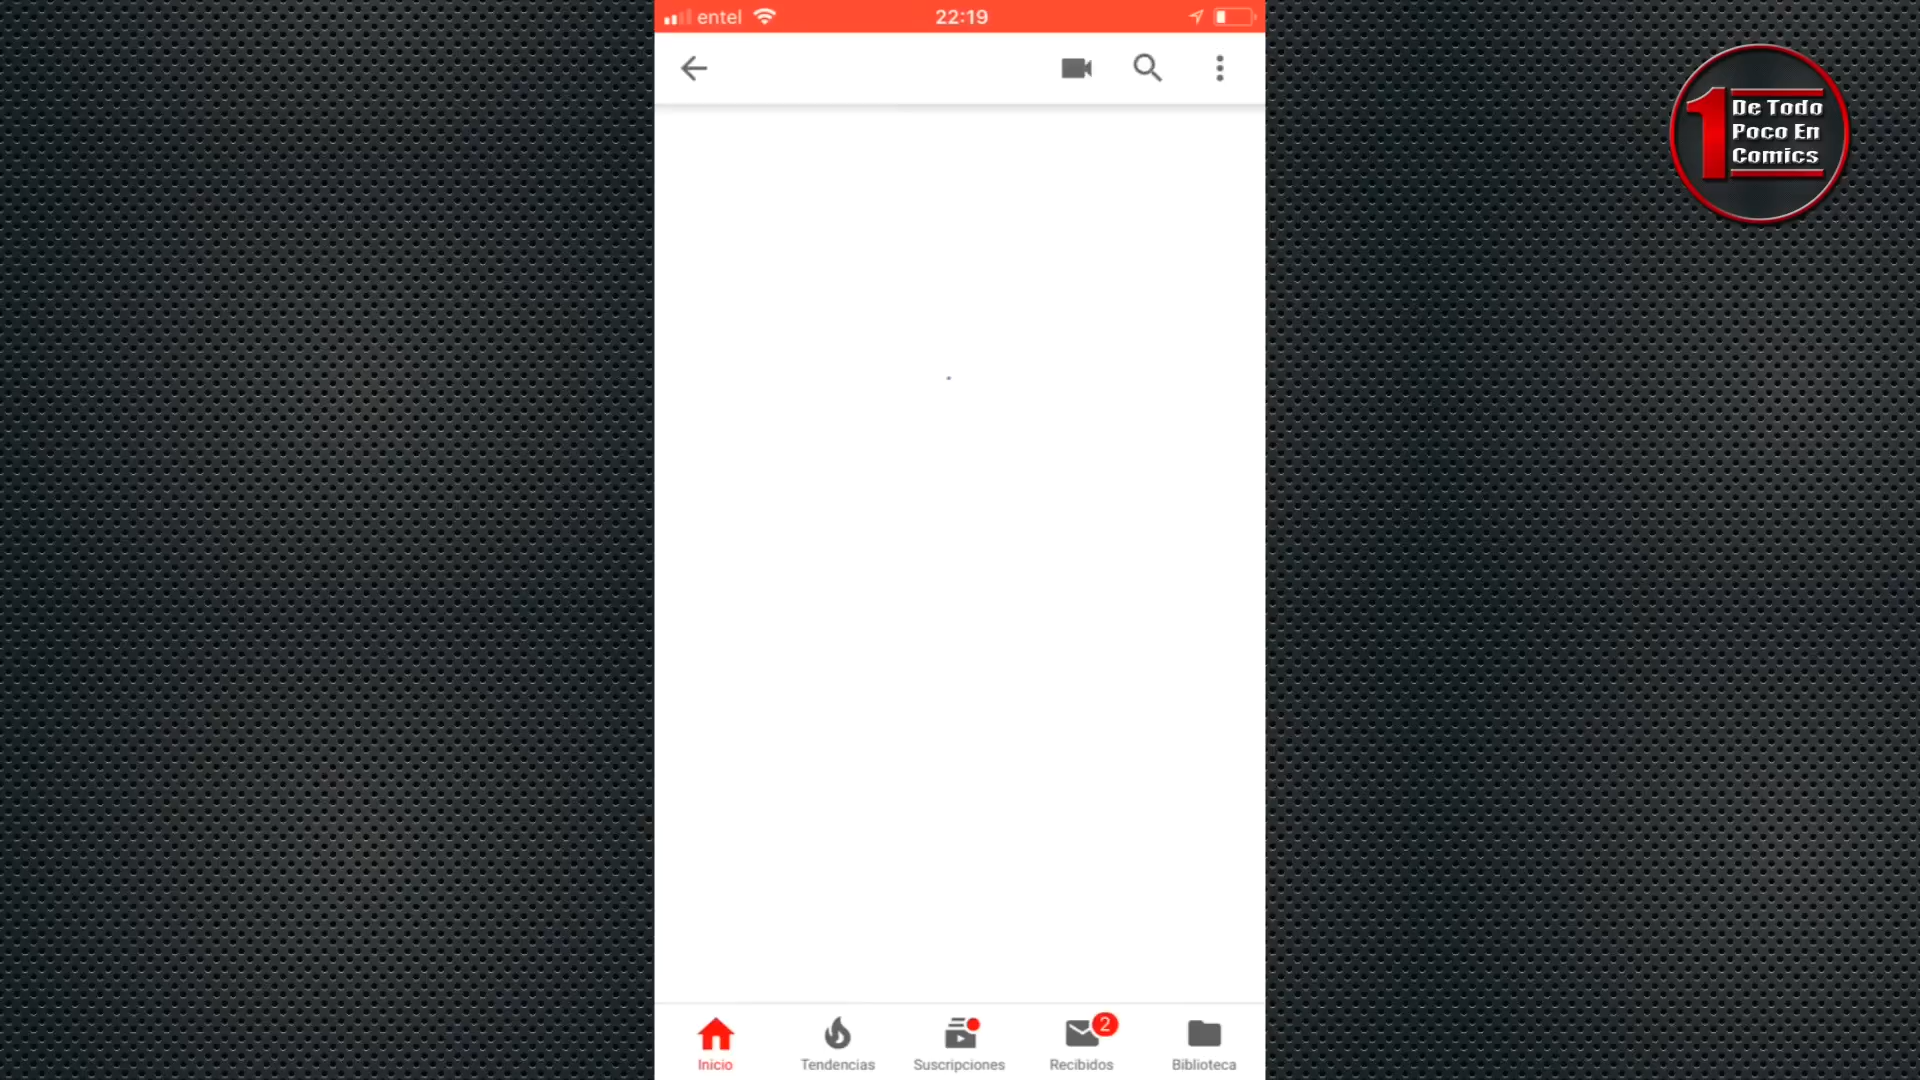 entel
22:19
De Todo
Poco En
Comics
1
2
Inicio
Tendencias
Suscripciones
Recibidos
Biblioteca